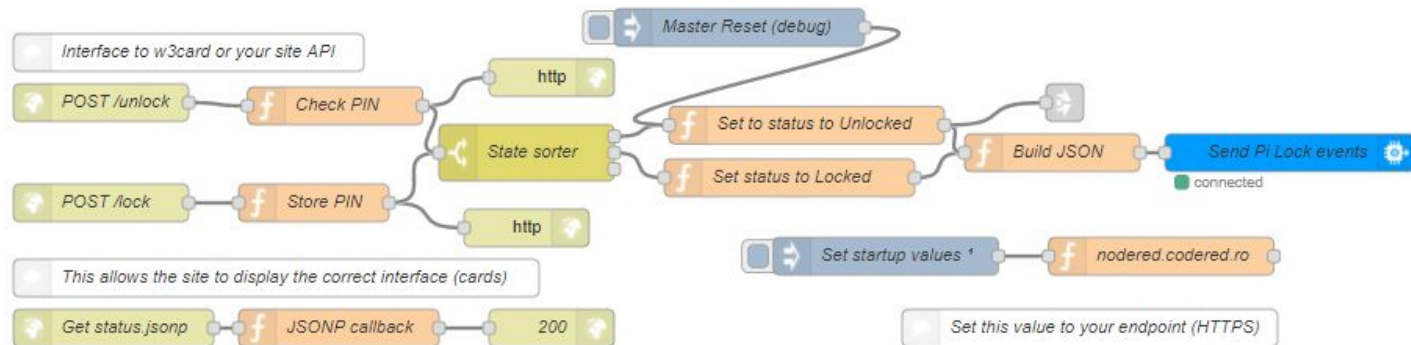 Master Reset (debug)
Interface to w3card or your site API
http
POST /unlock
Check PIN
Set to status to Unlocked
State sorter
Build JSON
Send Pi Lock events
Set status to Locked
connected
POST /lock
Store PIN
http
Set startup values ¹
nodered.codered.ro
This allows the site to display the correct interface (cards)
Get status.jsonp
JSONP callback
200
Set this value to your endpoint (HTTPS)